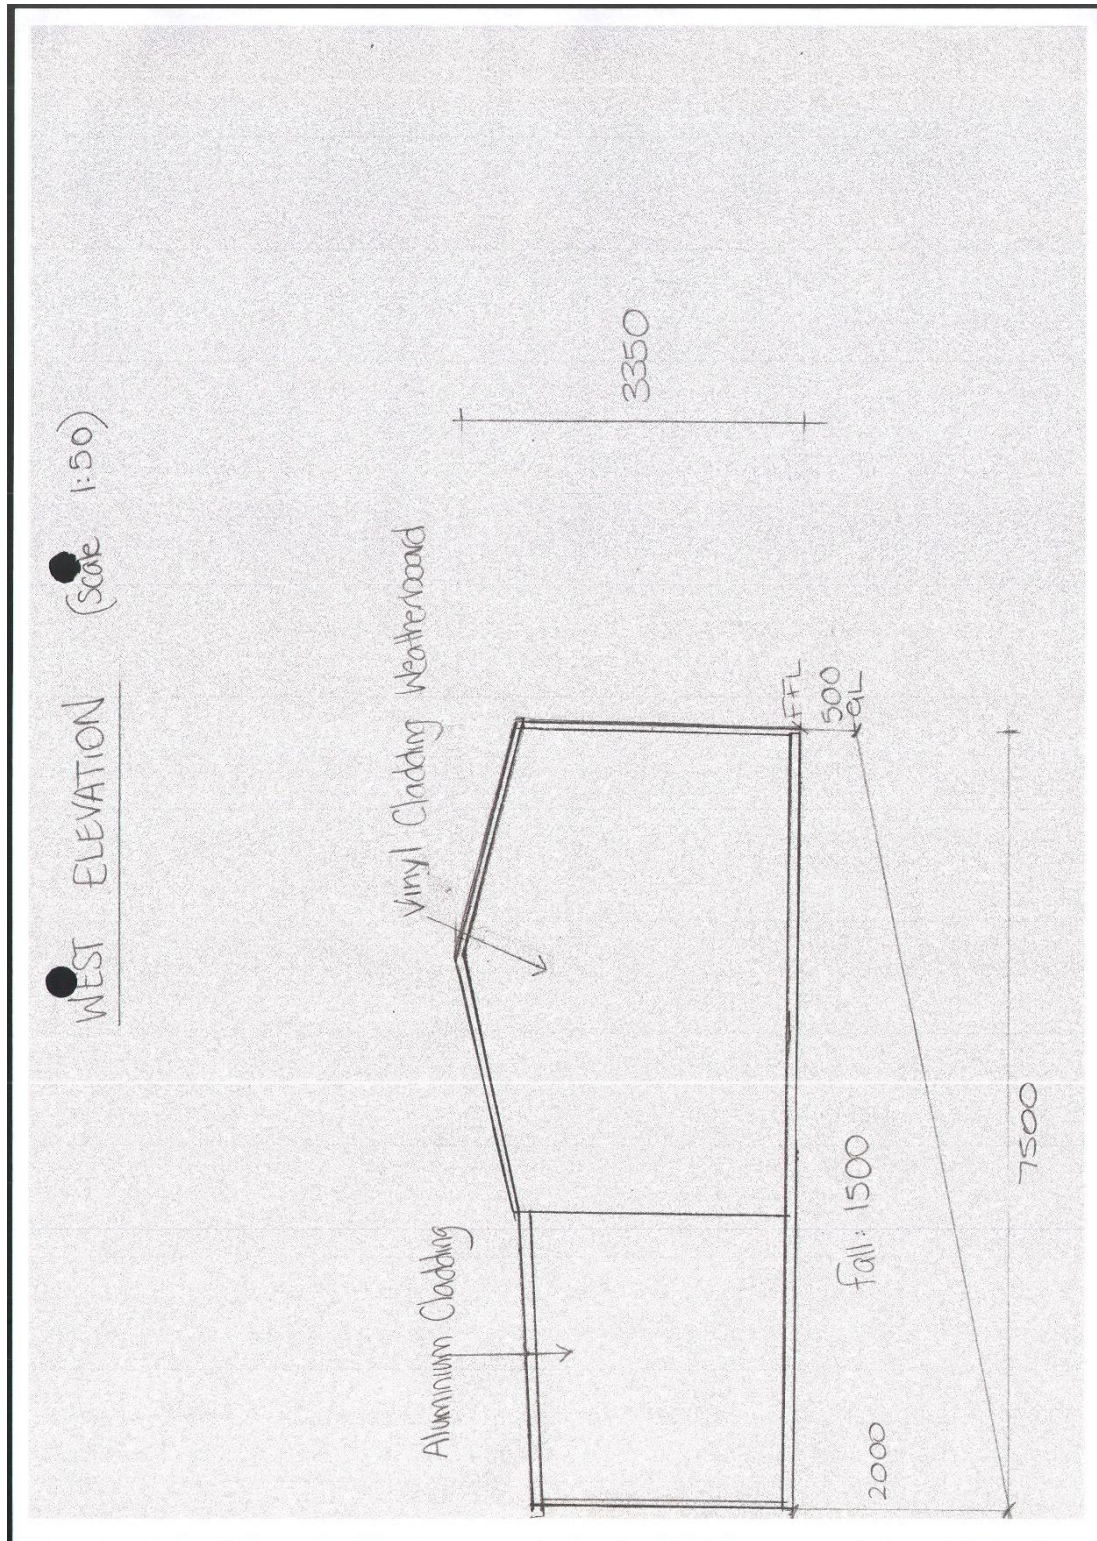 WEST ELEVATION (Scale 1:50)
Vinyl Cladding Weatherboard
Aluminium Cladding
3350
FFL
500
GL
Fall: 1500
2000
7500